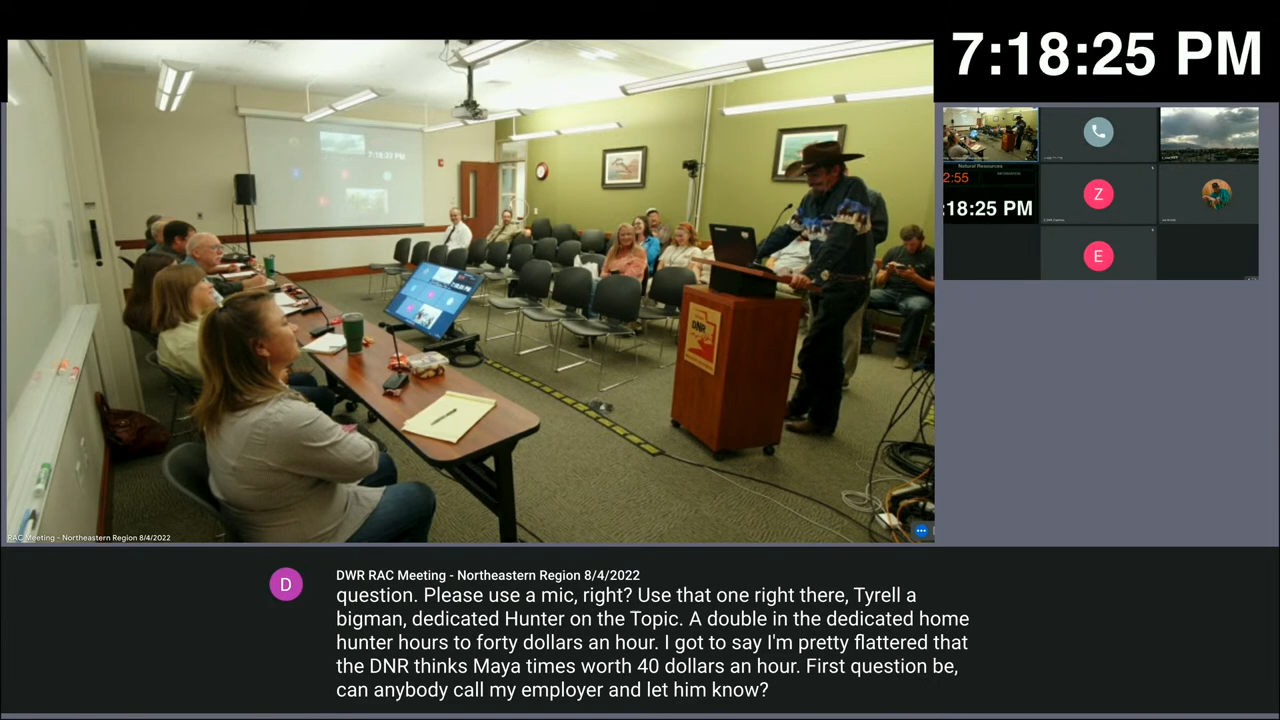 7:18:25 PM
Natural Resources
2:55
:18:25 PM
Z
E
DNR
RAC Meeting - Northeastern Region 8/4/2022
D
DWR RAC Meeting - Northeastern Region 8/4/2022
question. Please use a mic, right? Use that one right there, Tyrell a
bigman, dedicated Hunter on the Topic. A double in the dedicated home
hunter hours to forty dollars an hour. I got to say I'm pretty flattered that
the DNR thinks Maya times worth 40 dollars an hour. First question be,
can anybody call my employer and let him know?